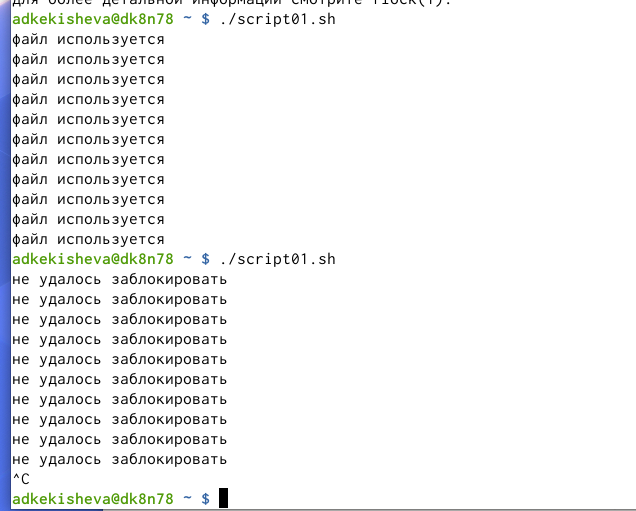 для более детальной информации смотрите flock(1).
adkekisheva@dk8n78 ~ $ ./script01.sh
файл используется
файл используется
файл используется
файл используется
файл используется
файл используется
файл используется
файл используется
файл используется
файл используется
файл используется
adkekisheva@dk8n78 ~ $ ./script01.sh
не удалось заблокировать
не удалось заблокировать
не удалось заблокировать
не удалось заблокировать
не удалось заблокировать
не удалось заблокировать
не удалось заблокировать
не удалось заблокировать
не удалось заблокировать
не удалось заблокировать
^C
adkekisheva@dk8n78 ~ $